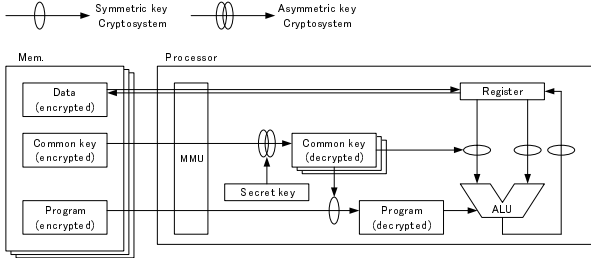 Symmetric key
Cryptosystem
Asymmetric key
Cryptosystem
Mem.
Processor
Data
(encrypted)
Register
Common key
(encrypted)
MMU
Common key
(decrypted)
Secret key
Program
(encrypted)
Program
(decrypted)
ALU